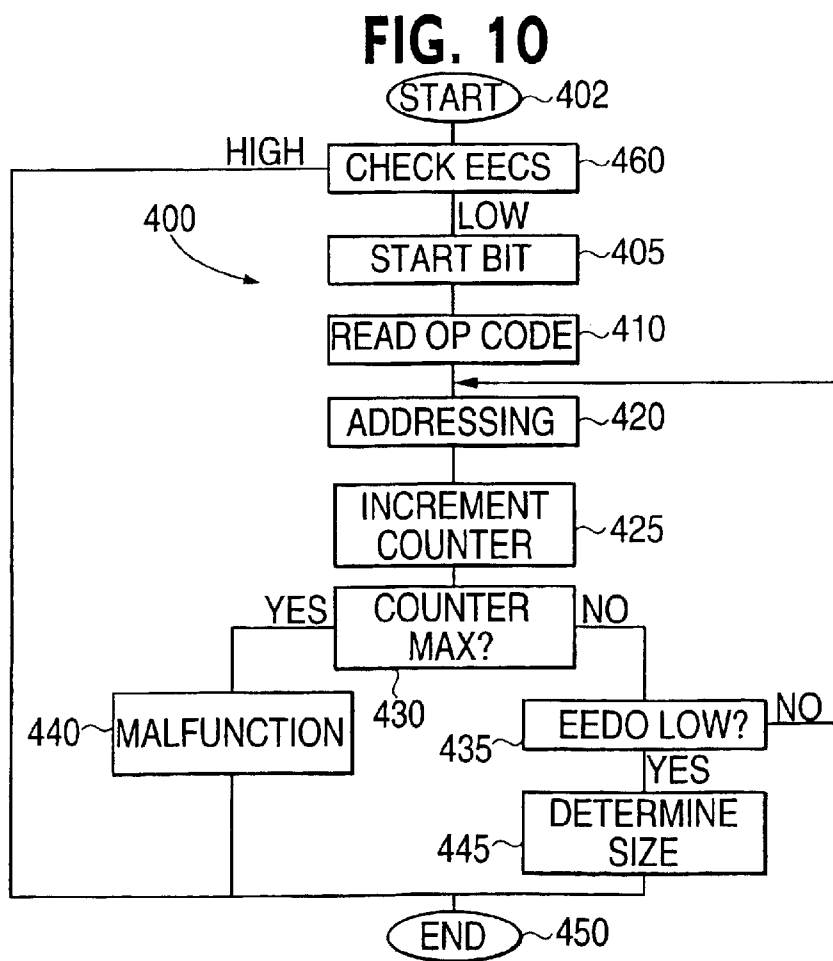 FIG. 10
START 402
HIGH
CHECK EECS 460
LOW
400
START BIT 405
READ OP CODE 410
ADDRESSING 420
INCREMENT
COUNTER
425
YES
COUNTER
MAX?
NO
430
440 MALFUNCTION
EEDO LOW?
NO
435
YES
DETERMINE
SIZE
445
END 450